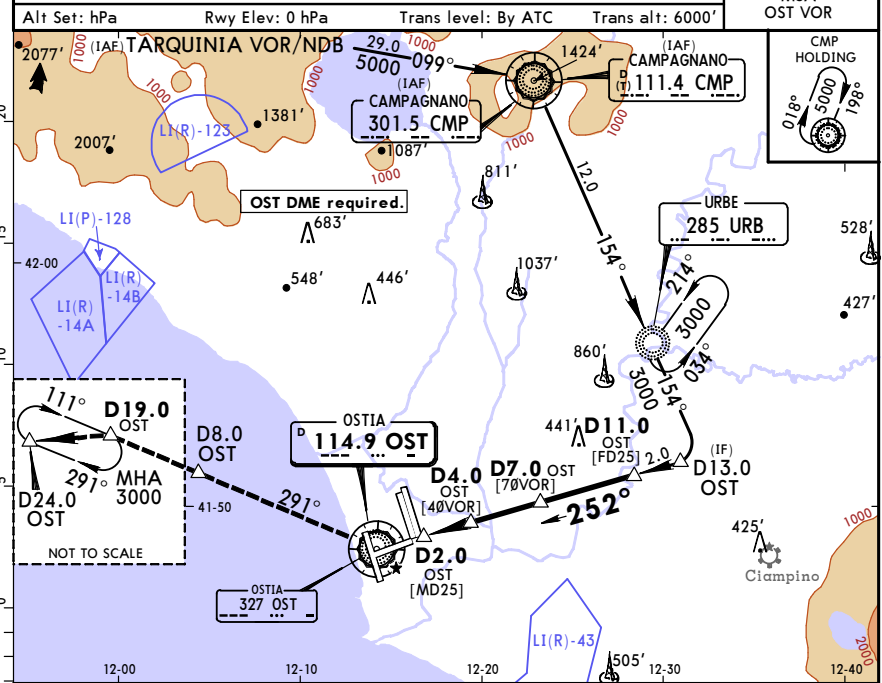 MSA
OST VOR
Alt Set: hPa Rwy Elev: 0 hPa Trans level: By ATC Trans alt: 6000'
CMP
HOLDING
018° 5000 198°
2077'
1000
(IAF) TARQUINIA VOR/NDB
29.0
5000 099°
1000
1424'
(IAF)
CAMPAGNANO
D
(T) 111.4 CMP
(IAF)
CAMPAGNANO
301.5 CMP
1000
1000
1000
1000
LI(R)-123
1381'
2007'
1087'
1000
811'
12.0
154°
OST DME required.
683'
URBE
285 URB
LI(P)-128
528'
42-00
LI(R)
-14B
LI(R)
-14A
548'
446'
1037'
214°
3000
034°
427'
860'
3000
154°
111°
D19.0
OST
291°
MHA
3000
D24.0
OST
NOT TO SCALE
D8.0
OST
291°
OSTIA
D 114.9 OST
441'
D11.0
OST
[FD25]
2.0
(IF)
D13.0
OST
D7.0 OST
[70VOR]
D4.0
OST
[40VOR]
252°
41-50
D2.0
OST
[MD25]
OSTIA
327 OST
425'
Ciampino
1000
LI(R)-43
505'
2000
12-00 12-10 12-20 12-30 12-40